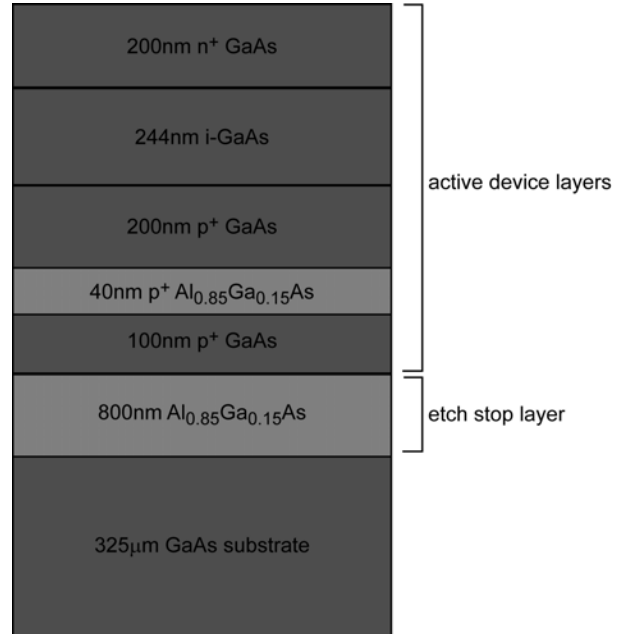 200nm n⁺ GaAs
244nm i-GaAs
200nm p⁺ GaAs
40nm p⁺ Al₀.₈₅Ga₀.₁₅As
100nm p⁺ GaAs
active device layers
800nm Al₀.₈₅Ga₀.₁₅As
etch stop layer
325μm GaAs substrate